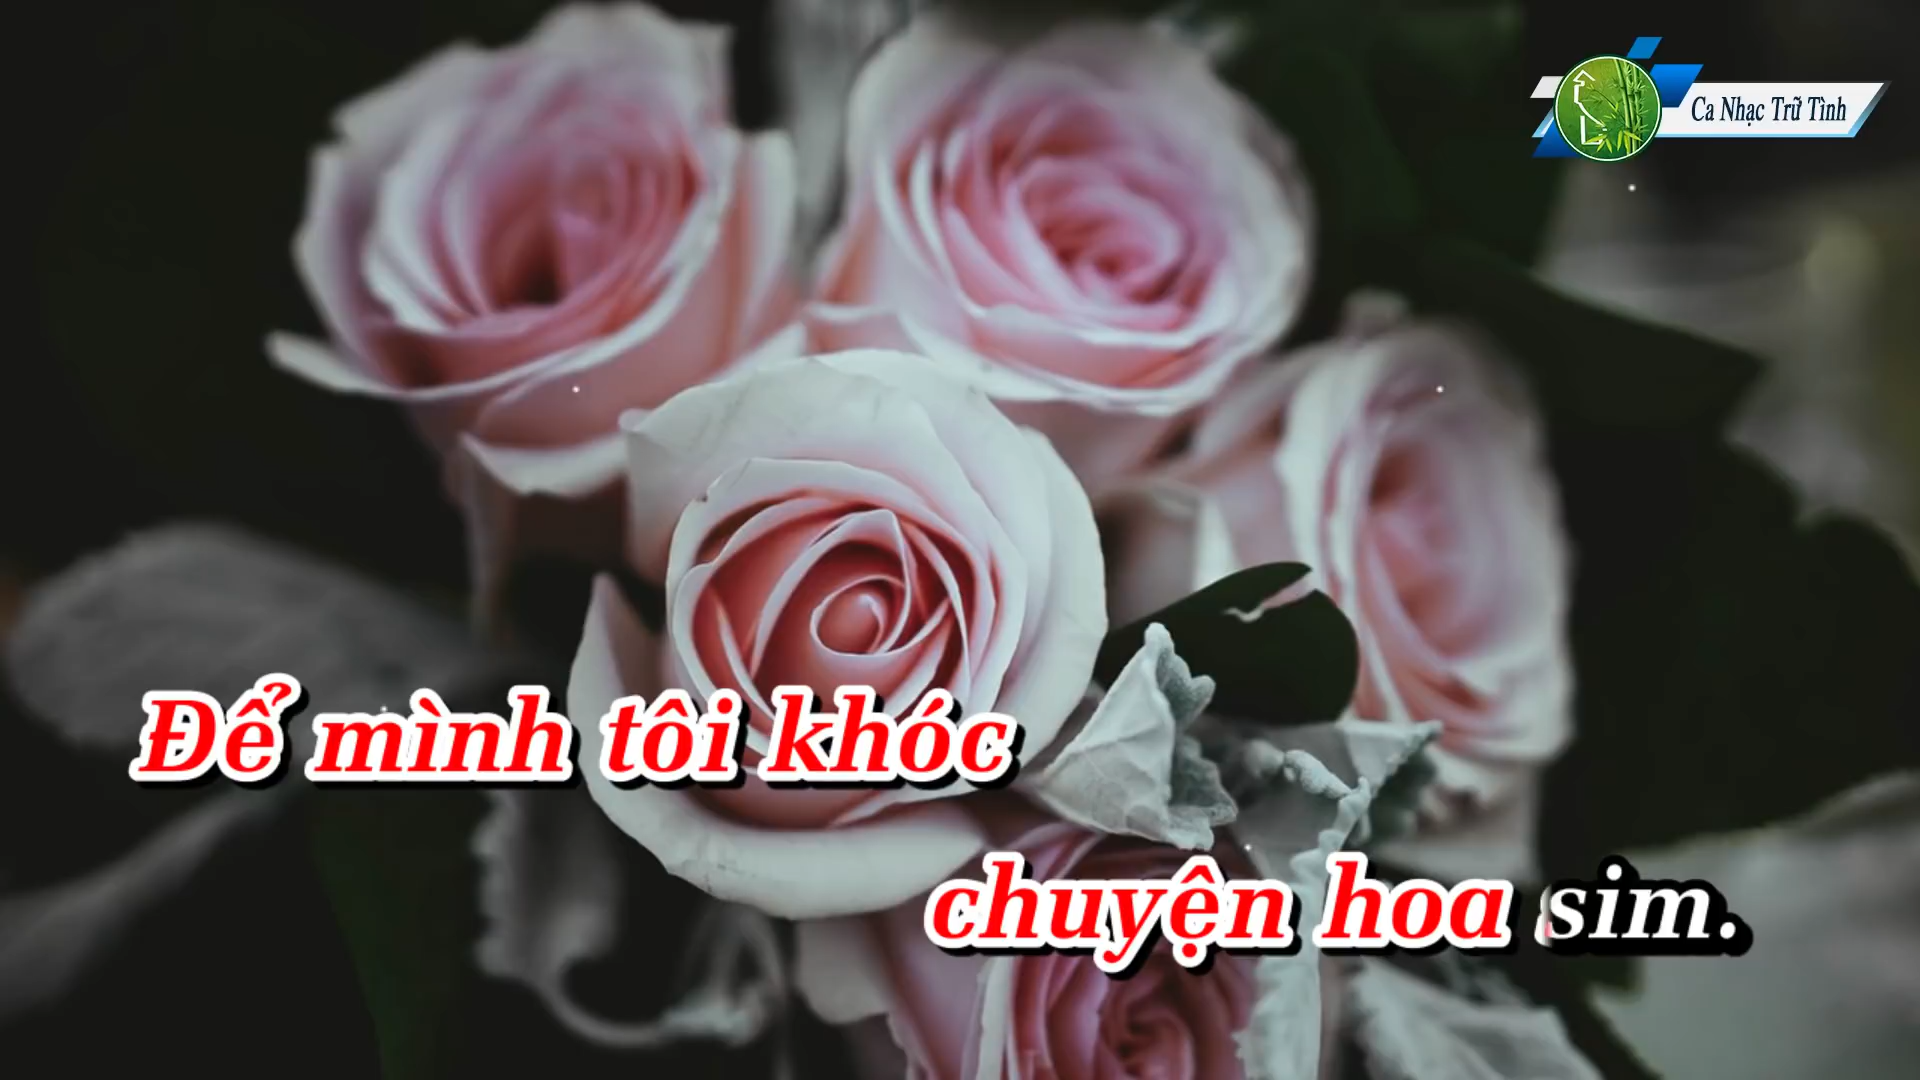 Ca Nhạc Trữ Tình
Để mình tôi khóc
chuyện hoa sim.